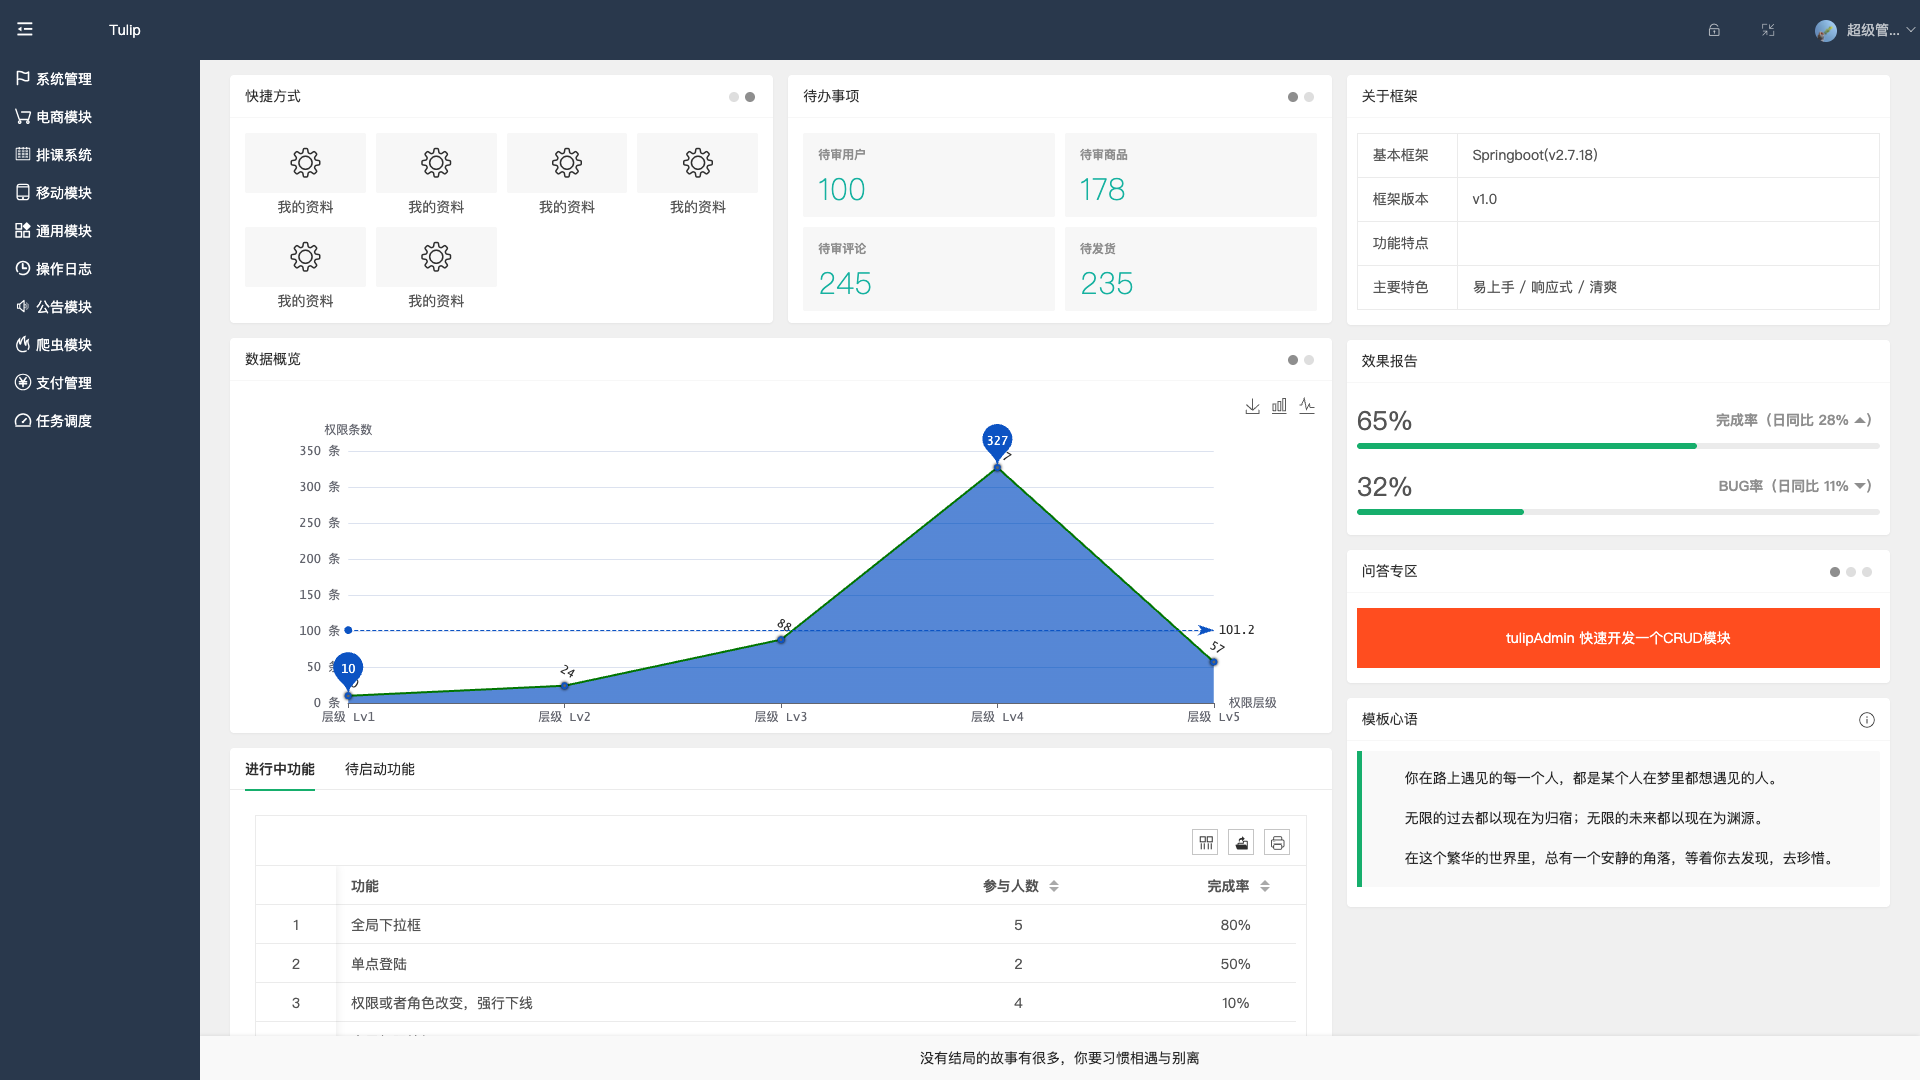 Tulip
超级管...
系统管理
电商模块
排课系统
移动模块
通用模块
操作日志
公告模块
爬虫模块
支付管理
任务调度
快捷方式
我的资料
我的资料
我的资料
我的资料
我的资料
我的资料
待办事项
待审用户
100
待审商品
178
待审评论
245
待发货
235
关于框架
基本框架 Springboot(v2.7.18)
框架版本 v1.0
功能特点
主要特色 易上手 / 响应式 / 清爽
数据概览
权限条数
350 条
300 条
250 条
200 条
150 条
100 条
50
0 条
10
24
88
327
57
101.2
层级 Lv1
层级 Lv2
层级 Lv3
层级 Lv4
层级 Lv5
权限层级
效果报告
65% 完成率（日同比 28% ）
32% BUG率（日同比 11% ）
问答专区
tulipAdmin 快速开发一个CRUD模块
模板心语
你在路上遇见的每一个人，都是某个人在梦里都想遇见的人。
无限的过去都以现在为归宿；无限的未来都以现在为渊源。
在这个繁华的世界里，总有一个安静的角落，等着你去发现，去珍惜。
进行中功能 待启动功能
功能 参与人数 完成率
1 全局下拉框 5 80%
2 单点登陆 2 50%
3 权限或者角色改变，强行下线 4 10%
没有结局的故事有很多，你要习惯相遇与别离